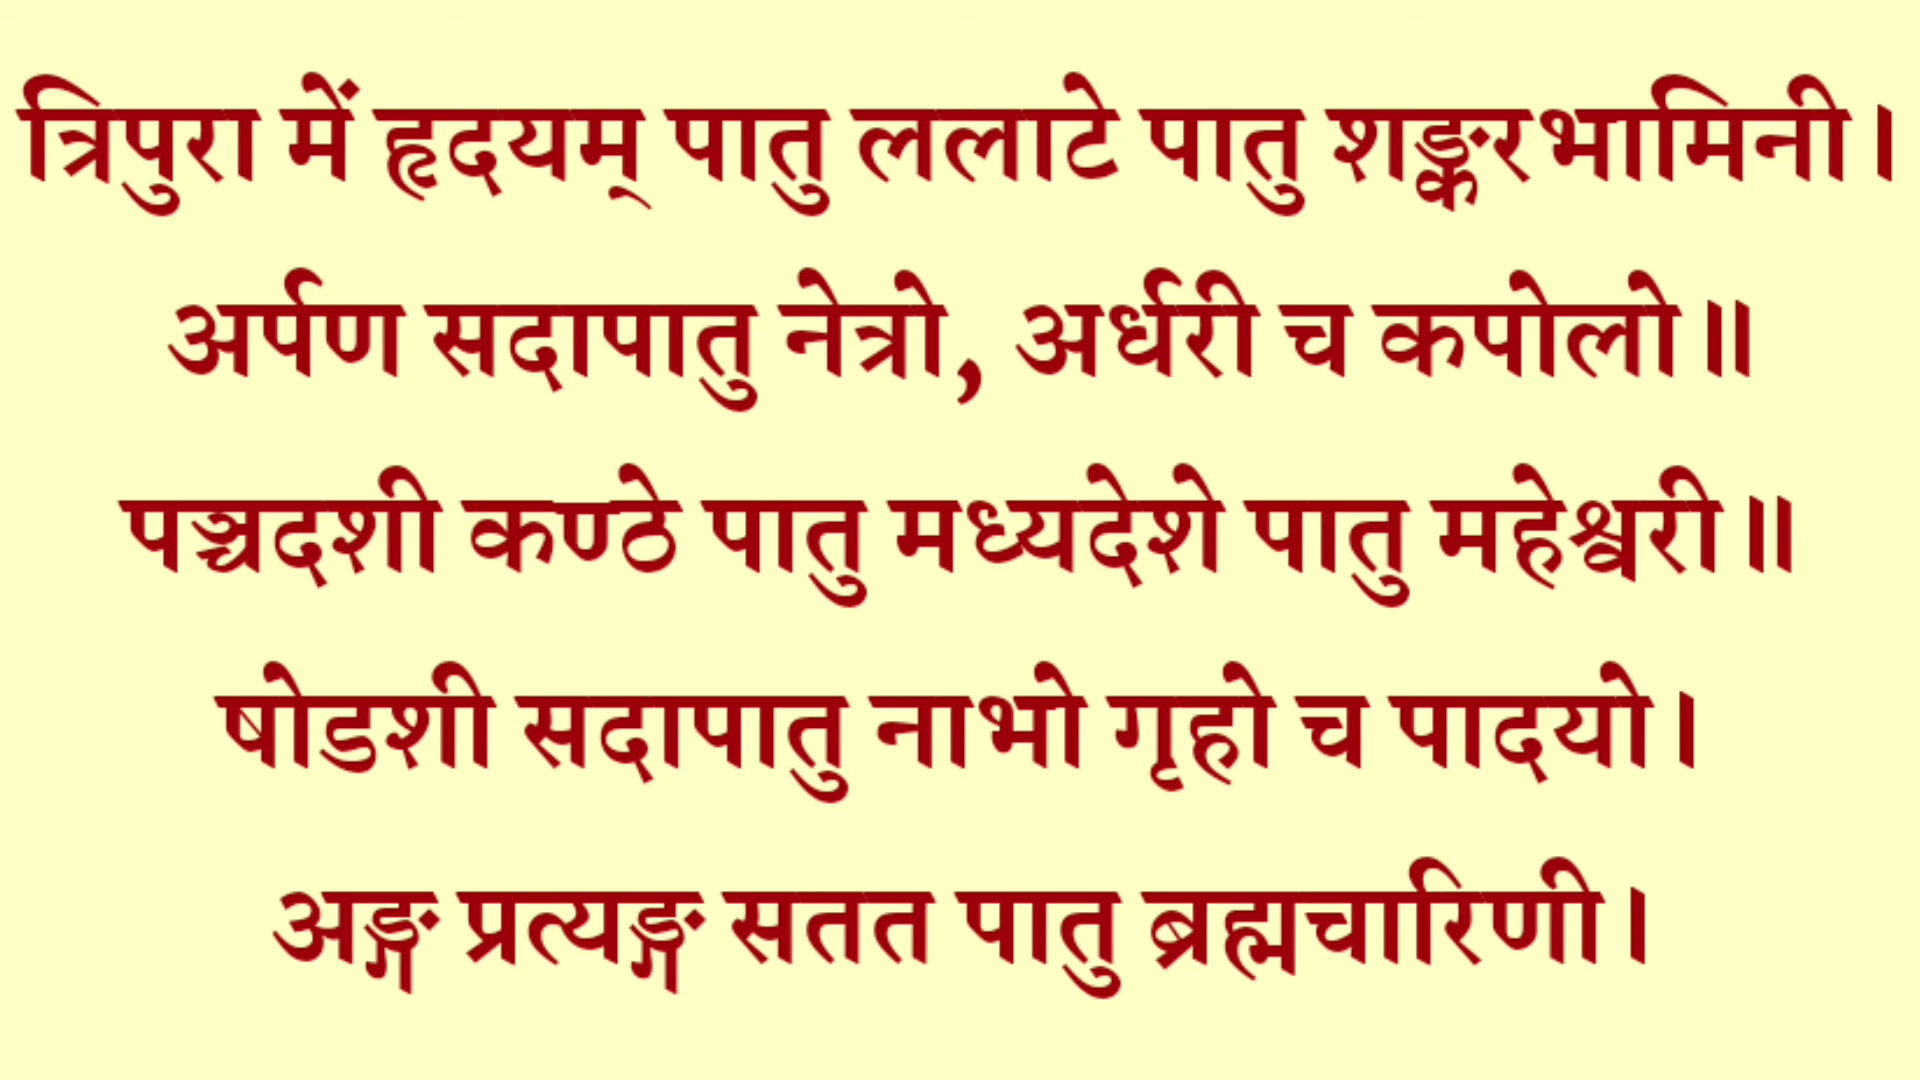 त्रिपुरा में हृदयम् पातु ललाटे पातु शङ्करभामिनी।
अर्पण सदापातु नेत्रो, अर्धरी च कपोलो॥
पञ्चदशी कण्ठे पातु मध्यदेशे पातु महेश्वरी॥
षोडशी सदापातु नाभो गृहो च पादयो।
अङ्ग प्रत्यङ्ग सतत पातु ब्रह्मचारिणी।